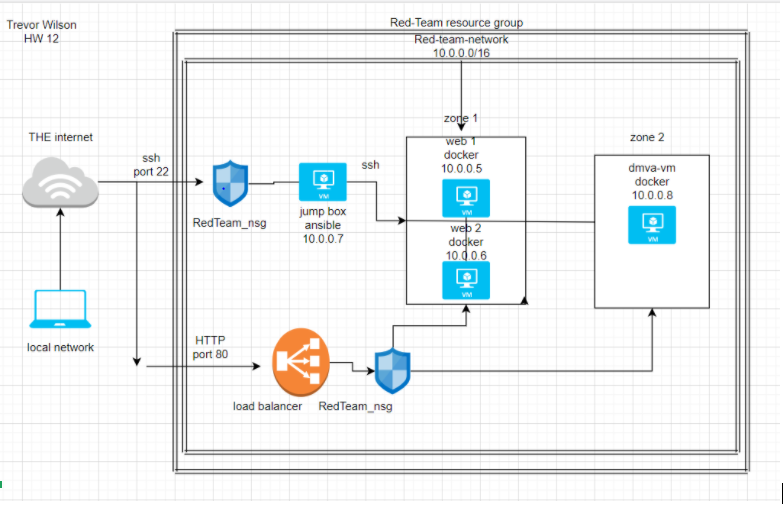 Trevor Wilson
HW 12
Red-Team resource group
Red-team-network
10.0.0.0/16
THE internet
ssh
port 22
RedTeam_nsg
VM
jump box
ansible
10.0.0.7
ssh
zone 1
web 1
docker
10.0.0.5
VM
web 2
docker
10.0.0.6
VM
zone 2
dmva-vm
docker
10.0.0.8
VM
local network
HTTP
port 80
load balancer
RedTeam_nsg